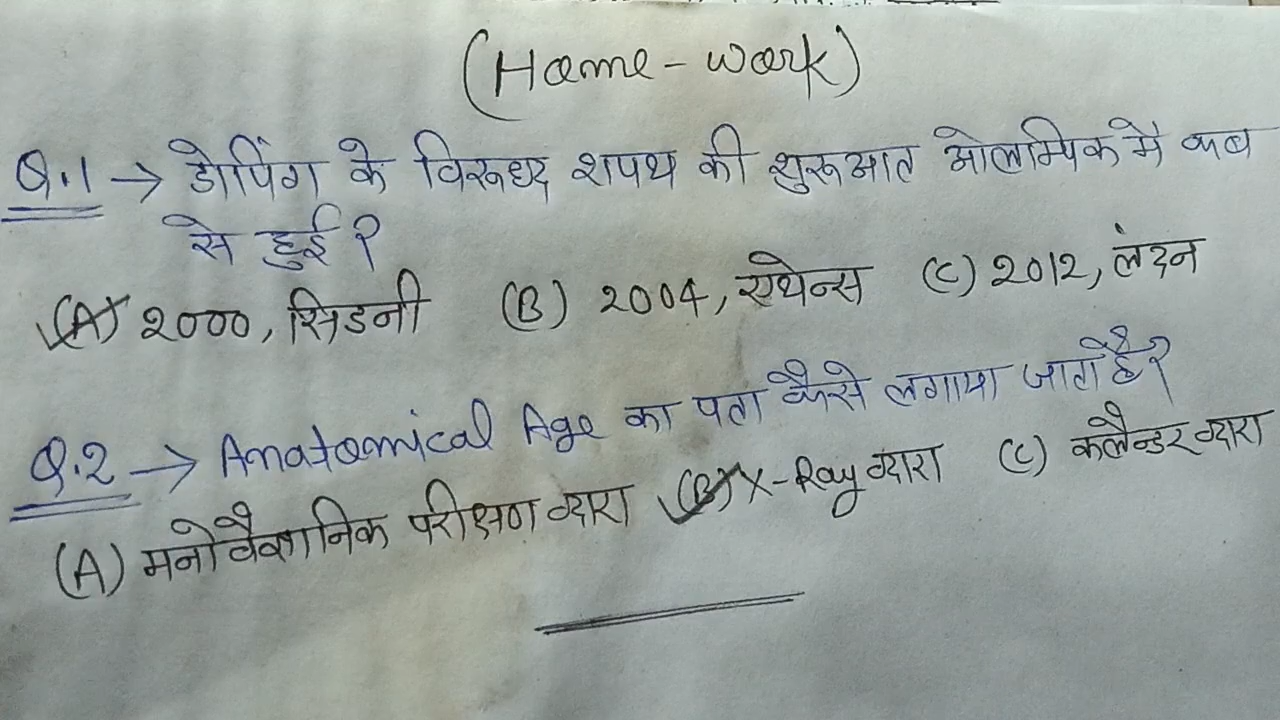 (Home-work)
Q.1 → डोपिंग के विरूध्द शपथ की शुरूआत ओलम्पिक में कब
से हुई?
(A) 2000, सिडनी (B) 2004, एथेन्स (C) 2012, लंदन
Q.2 → Anatomical Age का पता कैसे लगाया जाता है?
(A) मनोवैज्ञानिक परीक्षण व्दारा (B) X-Ray व्दारा (C) कलैन्डर व्दारा